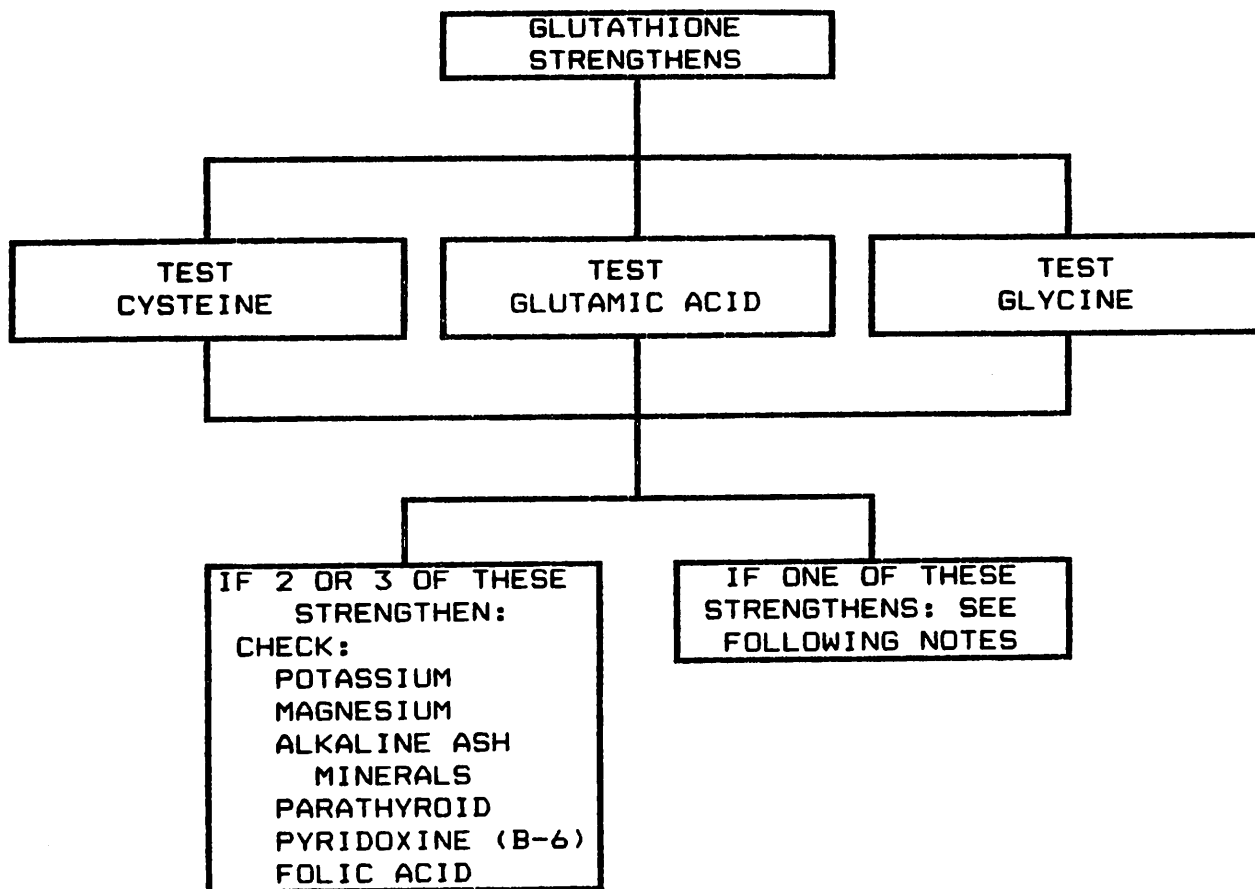 GLUTATHIONE
STRENGTHENS
TEST
CYSTEINE
TEST
GLUTAMIC ACID
TEST
GLYCINE
IF 2 OR 3 OF THESE
STRENGTHEN:
CHECK:
POTASSIUM
MAGNESIUM
ALKALINE ASH
MINERALS
PARATHYROID
PYRIDOXINE (B-6)
FOLIC ACID
IF ONE OF THESE
STRENGTHENS: SEE
FOLLOWING NOTES